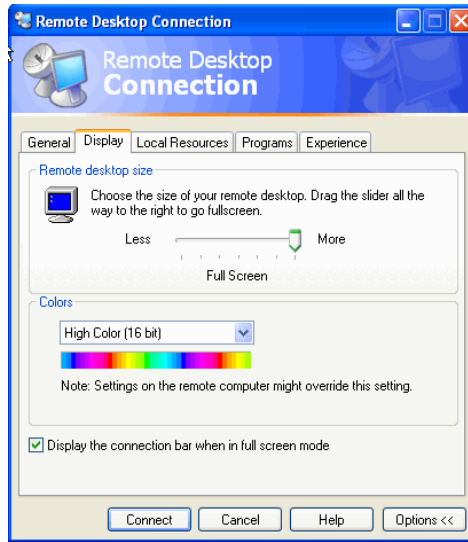 Remote Desktop Connection
Remote Desktop
Connection
General Display Local Resources Programs Experience
Remote desktop size
Choose the size of your remote desktop. Drag the slider all the
way to the right to go fullscreen.
Less More
Full Screen
Colors
High Color (16 bit)
Note: Settings on the remote computer might override this setting.
Display the connection bar when in full screen mode
Connect Cancel Help Options <<